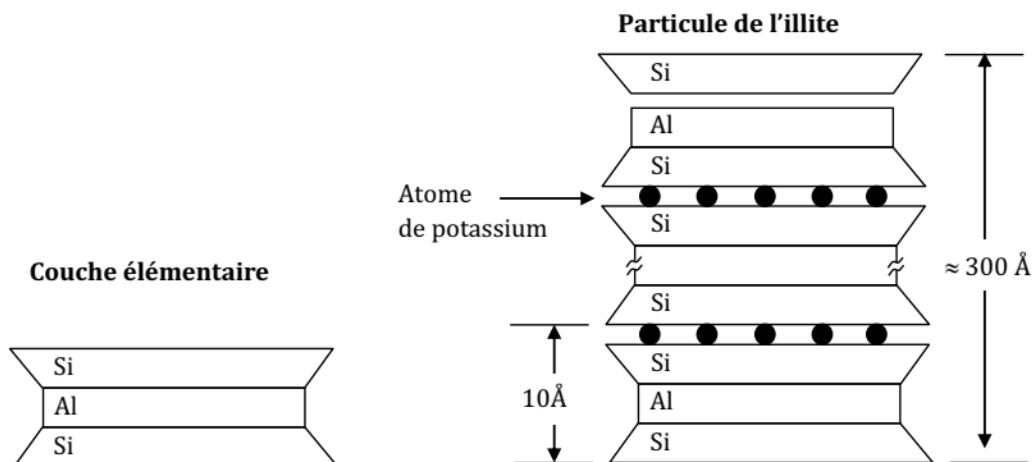 Particule de l'illite
Si
Al
Si
Atome
de potassium
Si
≈ 300 Å
Si
10Å
Si
Al
Si
Couche élémentaire
Si
Al
Si